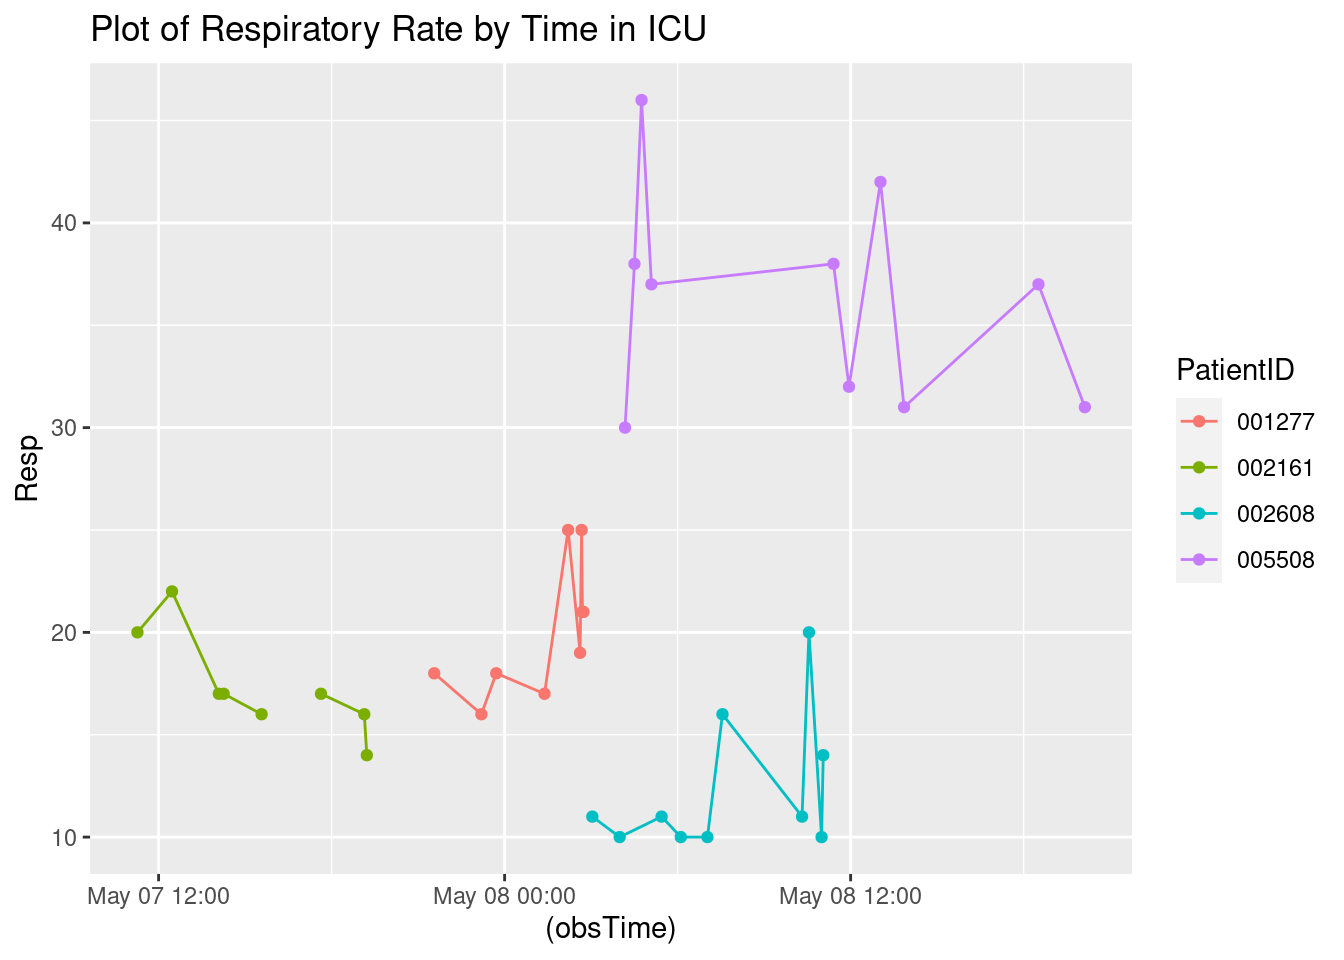 Plot of Respiratory Rate by Time in ICU
Resp
40
30
20
10
May 07 12:00
May 08 00:00
May 08 12:00
(obsTime)
PatientID
001277
002161
002608
005508